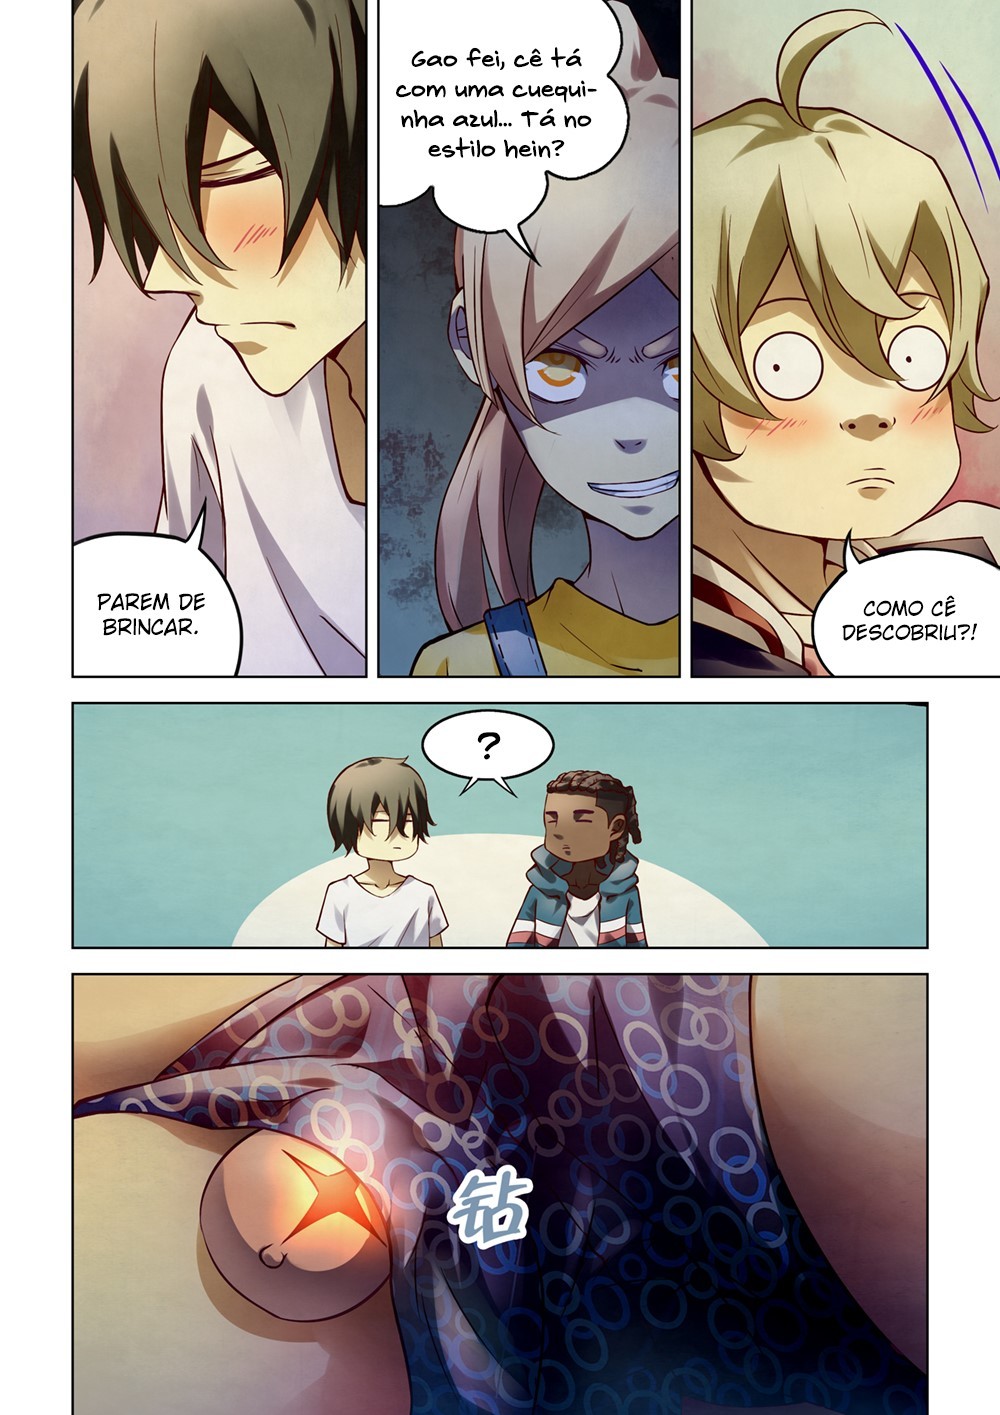 Gao fei, cê tá
com uma cuequi-
nha azul... Tá no
estilo hein?
COMO CÊ
DESCOBRIU?!
PAREM DE
BRINCAR.
?
钻